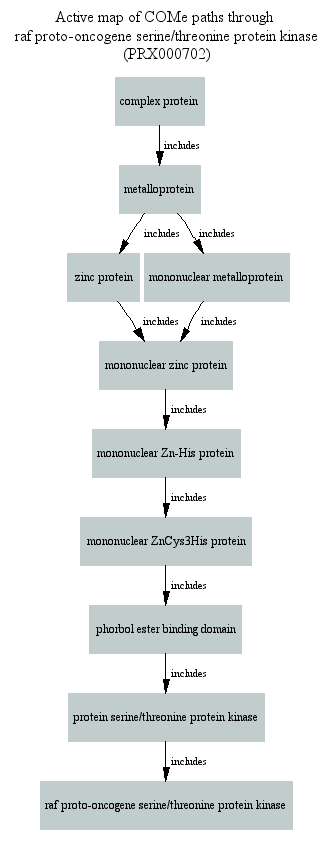 Active map of COMe paths through
raf proto-oncogene serine/threonine protein kinase
(PRX000702)
complex protein
includes
metalloprotein
includes includes
zinc protein mononuclear metalloprotein
includes includes
mononuclear zinc protein
includes
mononuclear Zn-His protein
includes
mononuclear ZnCys3His protein
includes
phorbol ester binding domain
includes
protein serine/threonine protein kinase
includes
raf proto-oncogene serine/threonine protein kinase